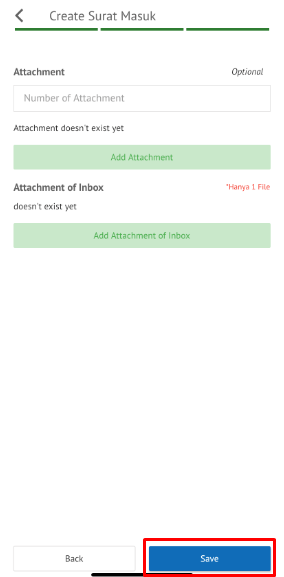 Create Surat Masuk
Attachment Optional
Number of Attachment
Attachment doesn't exist yet
Add Attachment
Attachment of Inbox *Hanya 1 File
doesn't exist yet
Add Attachment of Inbox
Back Save